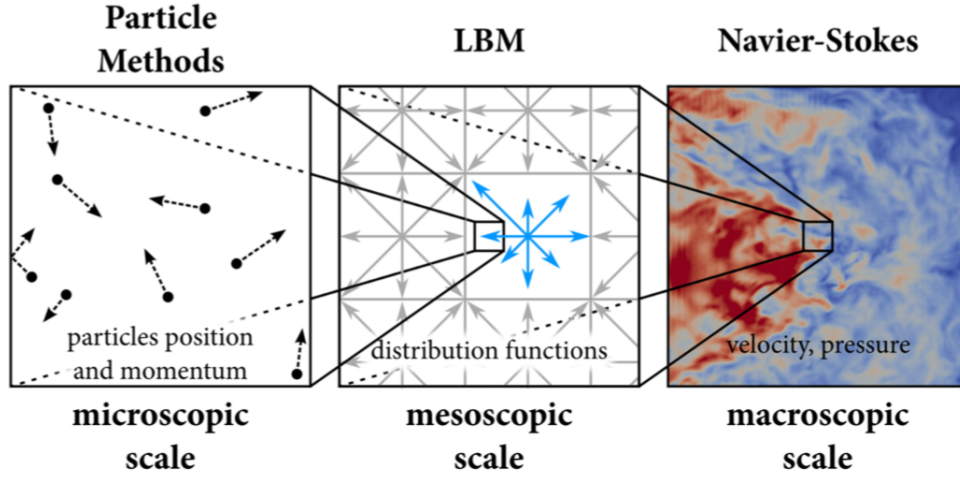 Particle
Methods
LBM
Navier-Stokes
particles position
and momentum
distribution functions
velocity, pressure
microscopic
scale
mesoscopic
scale
macroscopic
scale